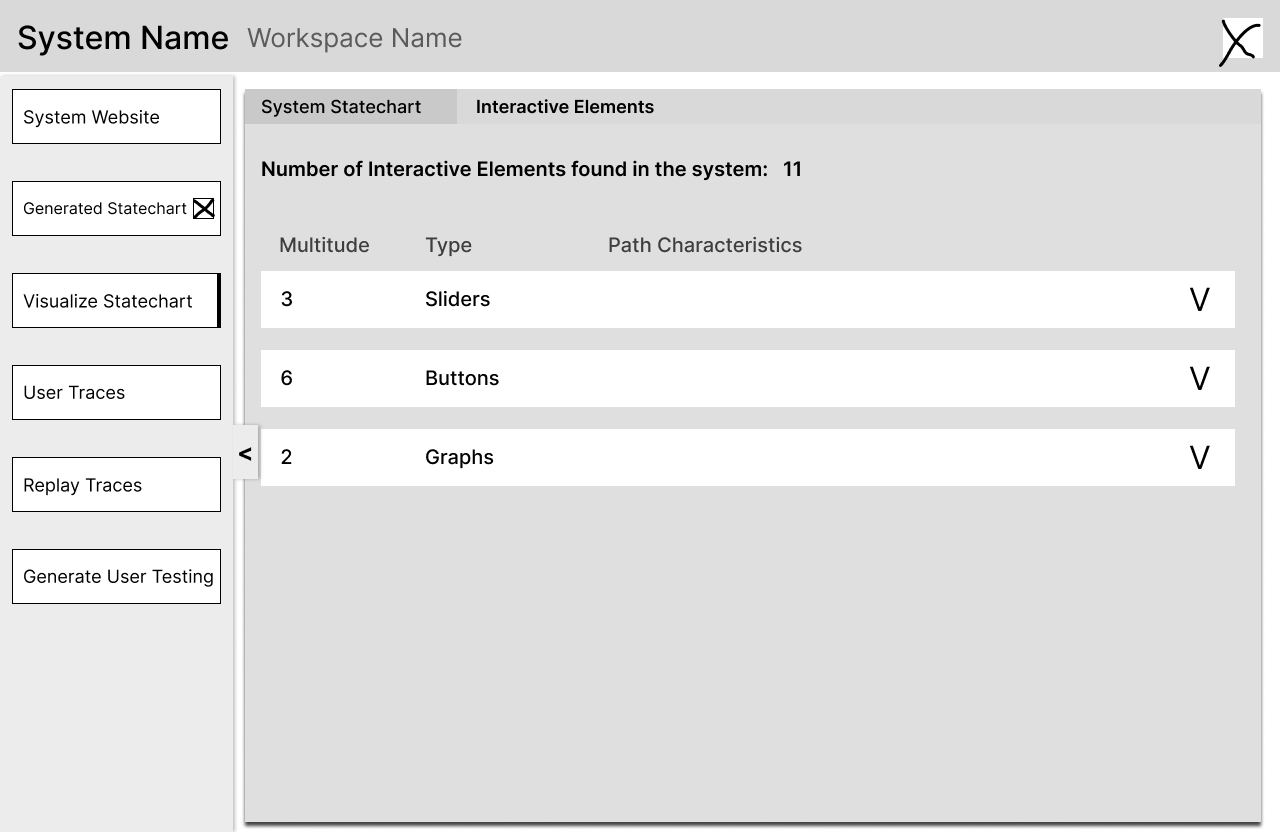 System Name Workspace Name
System Website
Generated Statechart
Visualize Statechart
User Traces
Replay Traces
Generate User Testing
<
System Statechart Interactive Elements
Number of Interactive Elements found in the system: 11
Multitude Type Path Characteristics
3 Sliders V
6 Buttons V
2 Graphs V